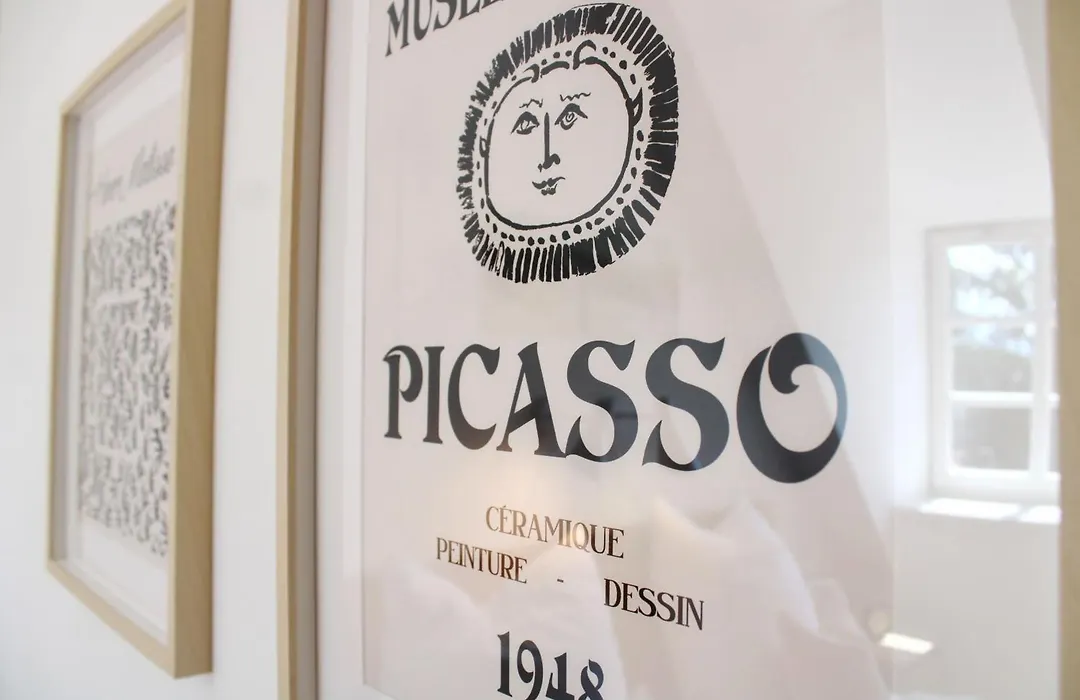 PICASSO
CÉRAMIQUE
PEINTURE - DESSIN
1948